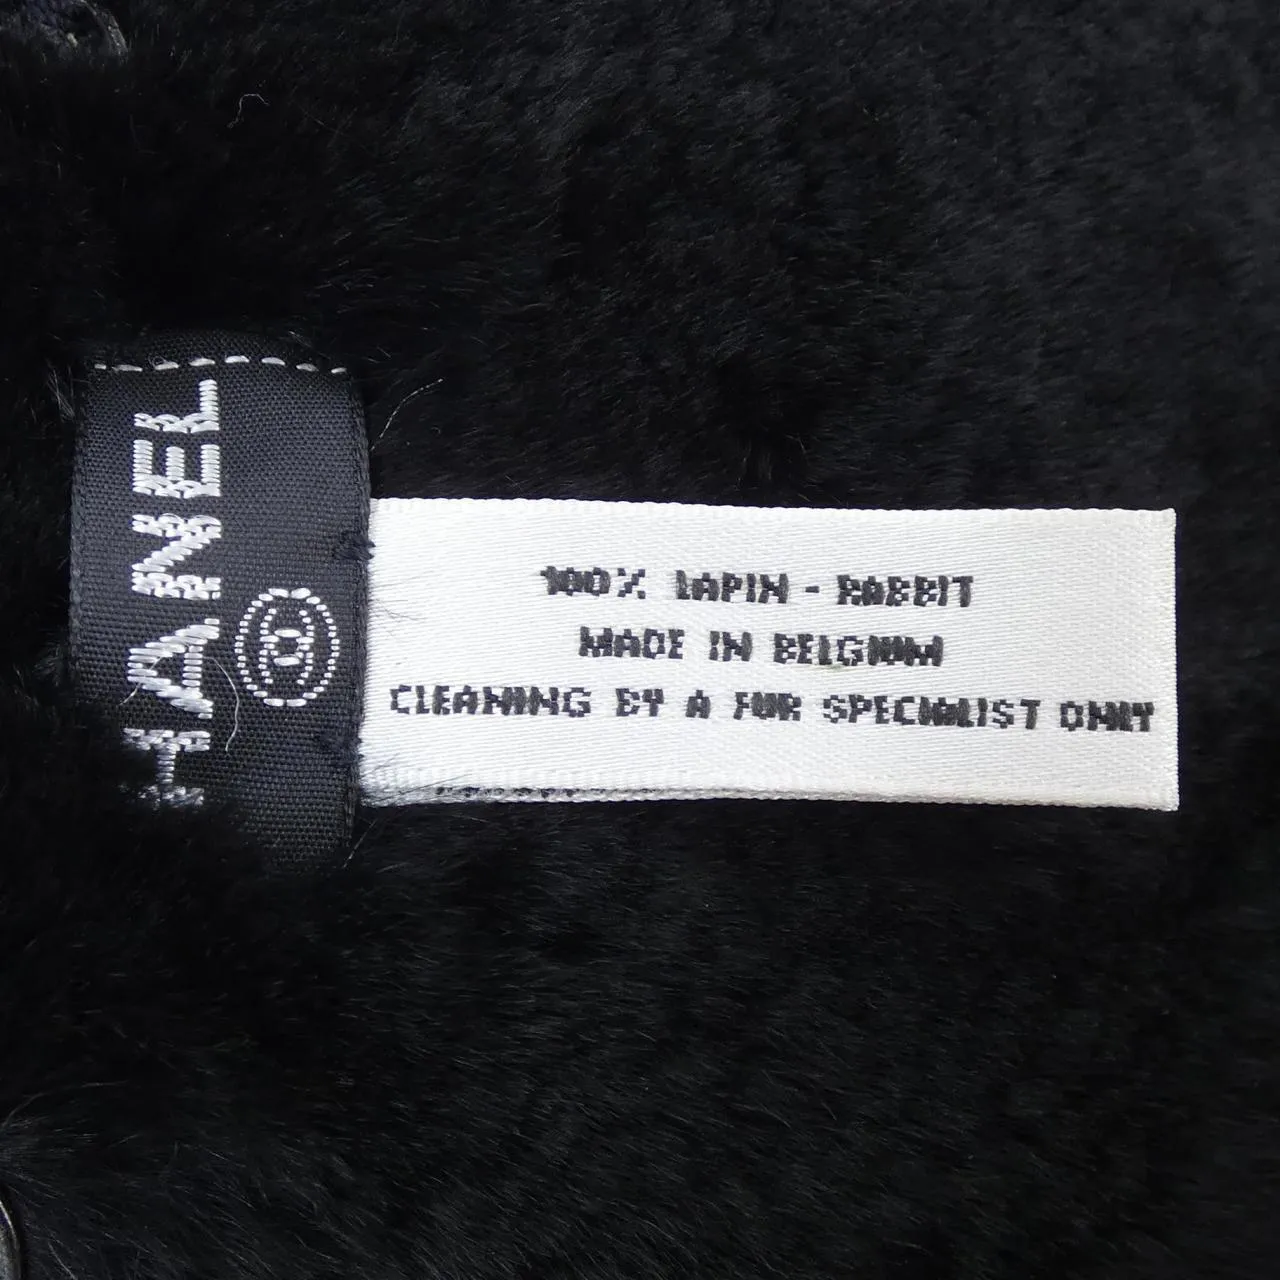 CHANEL
100% LAPIN - RABBIT
MADE IN BELGIUM
CLEANING BY A FUR SPECIALIST ONLY